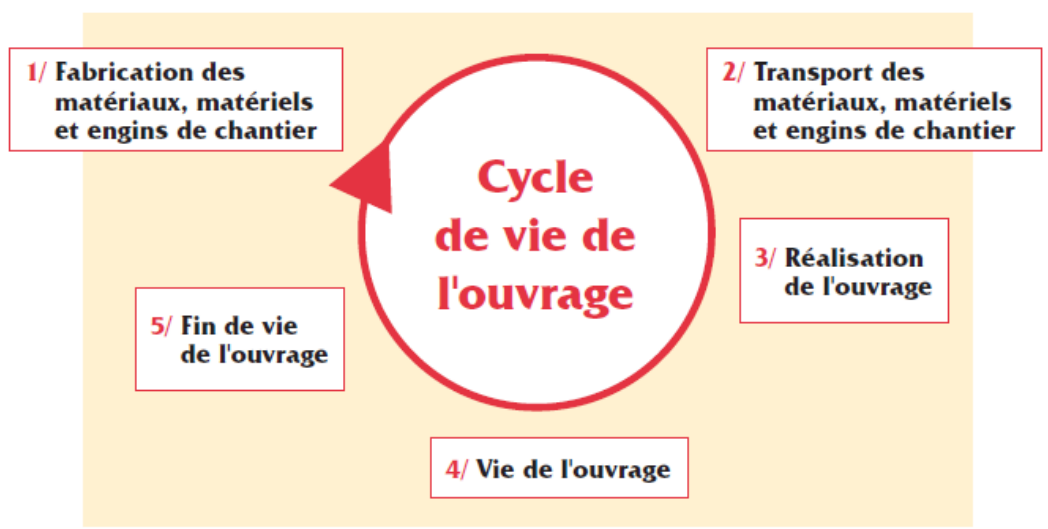 1/ Fabrication des
matériaux, matériels
et engins de chantier
2/ Transport des
matériaux, matériels
et engins de chantier
Cycle
de vie de
l'ouvrage
3/ Réalisation
de l'ouvrage
5/ Fin de vie
de l'ouvrage
4/ Vie de l'ouvrage